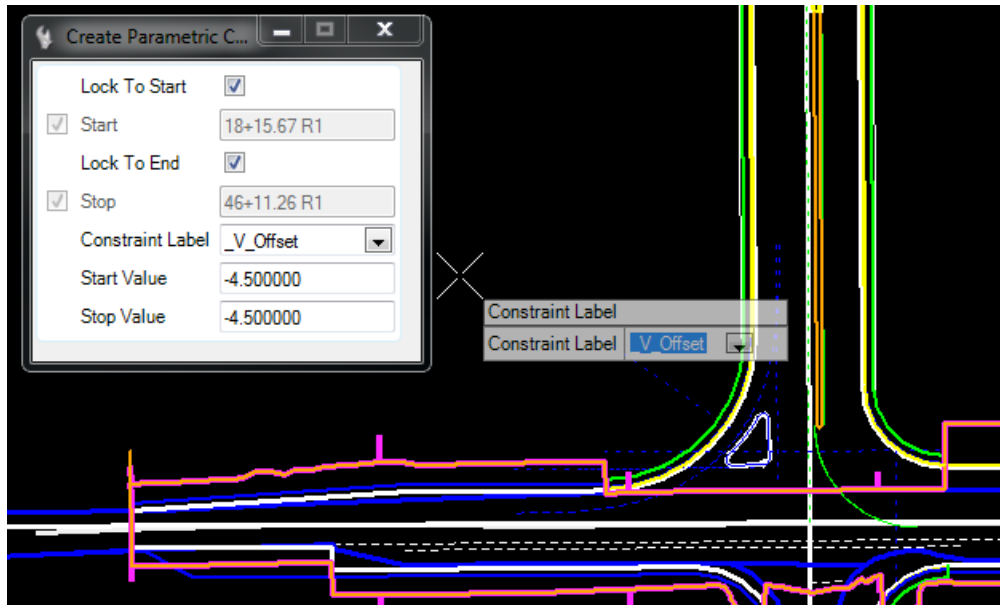 Create Parametric C...
Lock To Start
Start 18+15.67 R1
Lock To End
Stop 46+11.26 R1
Constraint Label _V_Offset
Start Value -4.500000
Stop Value -4.500000
Constraint Label
Constraint Label _V_Offset